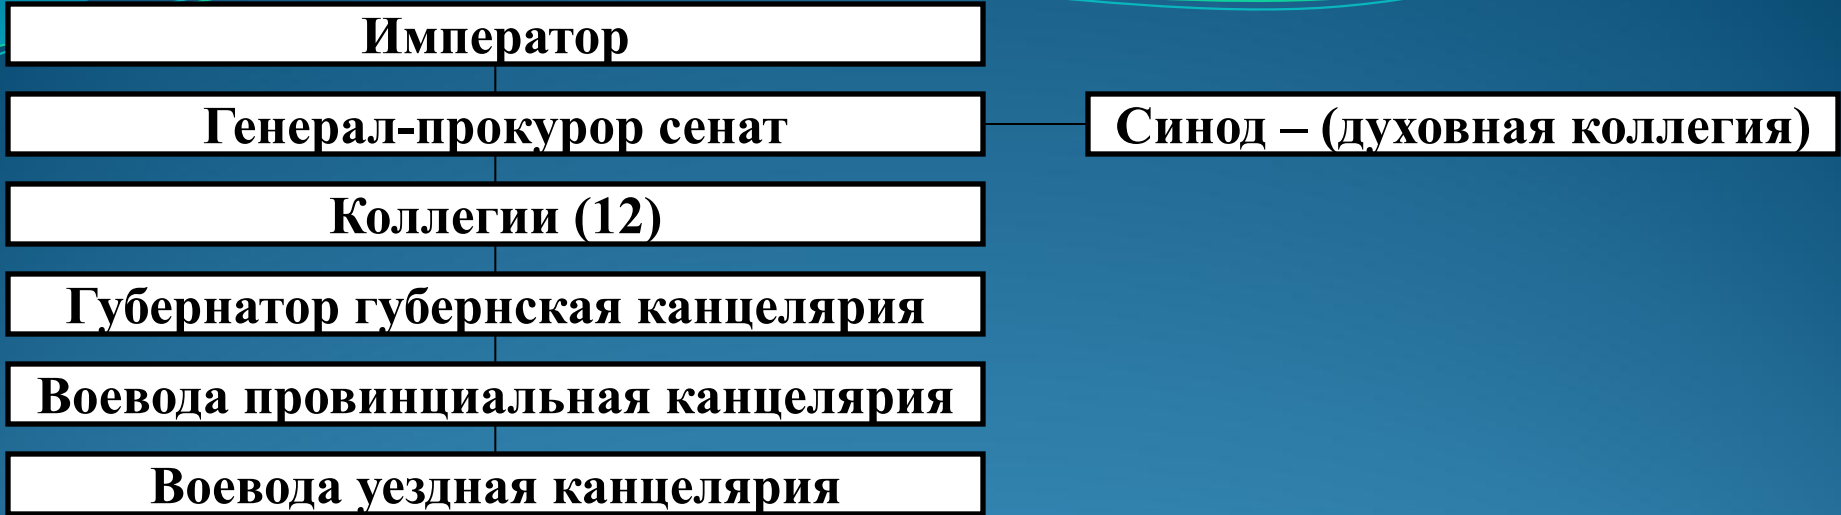 Император
Генерал-прокурор сенат
Синод – (духовная коллегия)
Коллегии (12)
Губернатор губернская канцелярия
Воевода провинциальная канцелярия
Воевода уездная канцелярия